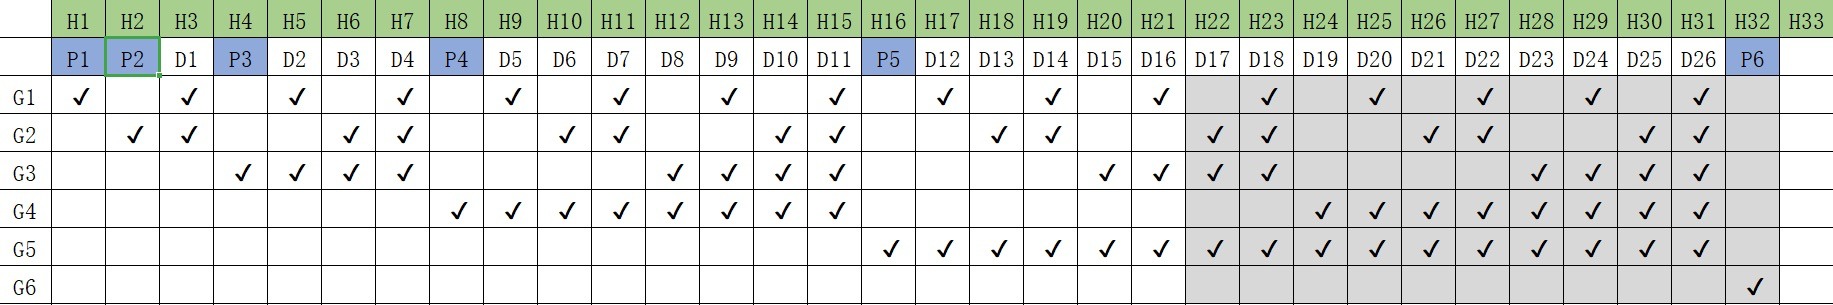 H1 H2 H3 H4 H5 H6 H7 H8 H9 H10 H11 H12 H13 H14 H15 H16 H17 H18 H19 H20 H21 H22 H23 H24 H25 H26 H27 H28 H29 H30 H31 H32 H33
P1 P2 D1 P3 D2 D3 D4 P4 D5 D6 D7 D8 D9 D10 D11 P5 D12 D13 D14 D15 D16 D17 D18 D19 D20 D21 D22 D23 D24 D25 D26 P6
G1 ✓ ✓ ✓ ✓ ✓ ✓ ✓ ✓ ✓ ✓ ✓ ✓ ✓ ✓ ✓ ✓
G2 ✓ ✓ ✓ ✓ ✓ ✓ ✓ ✓ ✓ ✓ ✓ ✓ ✓ ✓ ✓ ✓
G3 ✓ ✓ ✓ ✓ ✓ ✓ ✓ ✓ ✓ ✓ ✓ ✓ ✓ ✓ ✓ ✓
G4 ✓ ✓ ✓ ✓ ✓ ✓ ✓ ✓ ✓ ✓ ✓ ✓ ✓ ✓ ✓ ✓
G5 ✓ ✓ ✓ ✓ ✓ ✓ ✓ ✓ ✓ ✓ ✓ ✓ ✓ ✓ ✓ ✓
G6 ✓